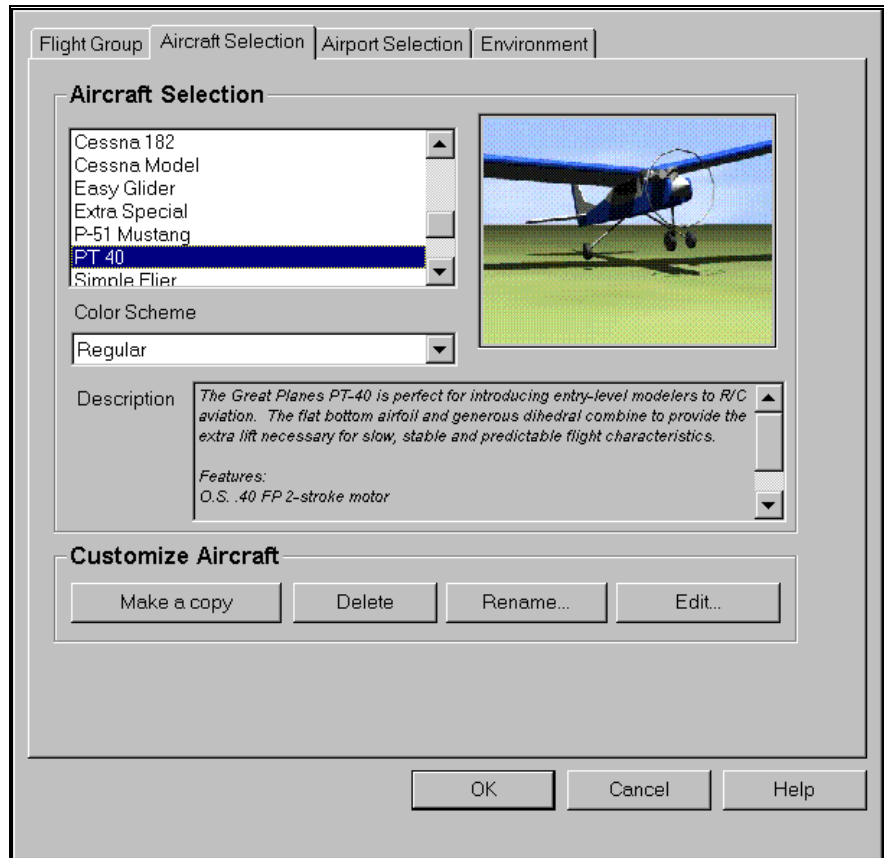 Flight Group
Aircraft Selection
Airport Selection
Environment
Aircraft Selection
Cessna 182
Cessna Model
Easy Glider
Extra Special
P-51 Mustang
PT 40
Simple Flier
Color Scheme
Regular
Description
The Great Planes PT-40 is perfect for introducing entry-level modelers to R/C
aviation.  The flat bottom airfoil and generous dihedral combine to provide the
extra lift necessary for slow, stable and predictable flight characteristics.
Features:
O.S. .40 FP 2-stroke motor
Customize Aircraft
Make a copy
Delete
Rename...
Edit...
OK
Cancel
Help